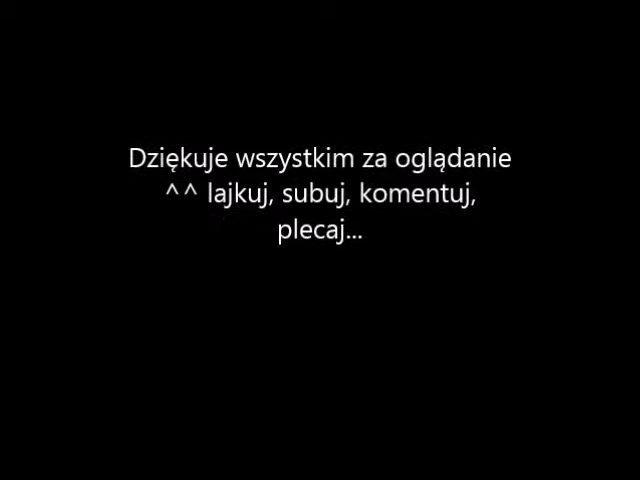 Dziękuje wszystkim za oglądanie
^^ lajkuj, subuj, komentuj,
plecaj...